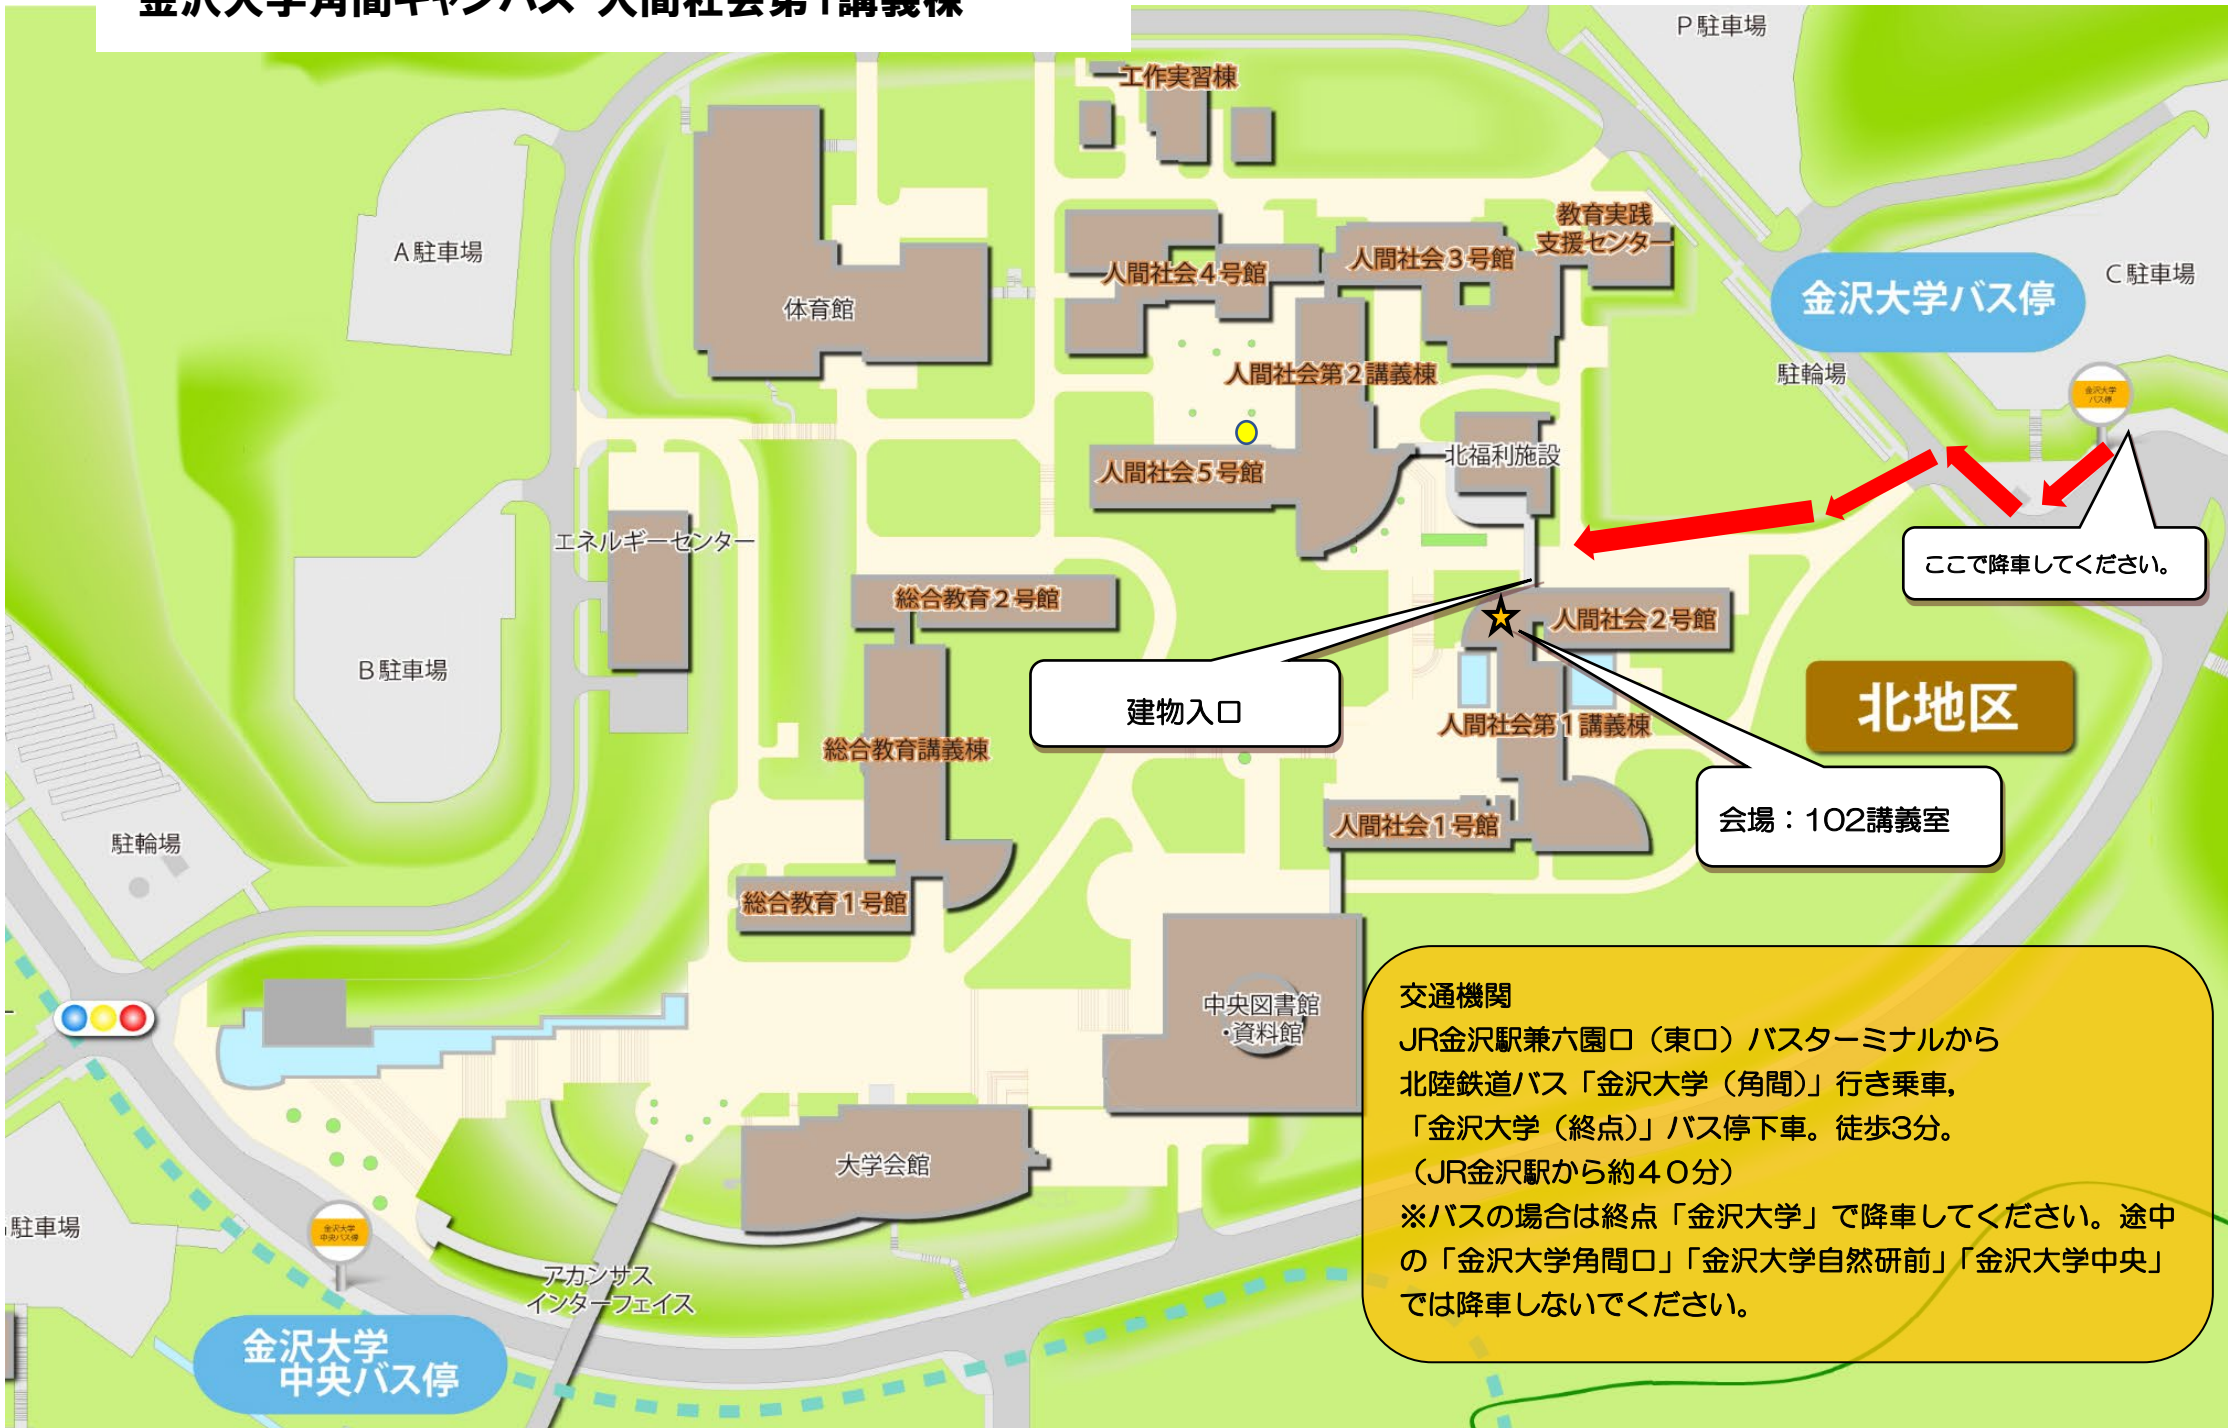 金沢大学角間キャンパス 人間社会第1講義棟
P駐車場
工作実習棟
教育実践
支援センター
A駐車場
人間社会4号館
人間社会3号館
C駐車場
金沢大学バス停
体育館
人間社会第2講義棟
駐輪場
金沢大学
バス停
北福利施設
人間社会5号館
エネルギーセンター
ここで降車してください。
総合教育2号館
人間社会2号館
B駐車場
建物入口
北地区
人間社会第1講義棟
総合教育講義棟
会場：102講義室
人間社会1号館
駐輪場
総合教育1号館
中央図書館
・資料館
交通機関
JR金沢駅兼六園口（東口）バスターミナルから
北陸鉄道バス「金沢大学（角間）」行き乗車，
「金沢大学（終点）」バス停下車。徒歩3分。
（JR金沢駅から約４０分）
※バスの場合は終点「金沢大学」で降車してください。途中
の「金沢大学角間口」「金沢大学自然研前」「金沢大学中央」
では降車しないでください。
大学会館
駐車場
金沢大学
中央バス停
アカンサス
インターフェイス
金沢大学
中央バス停